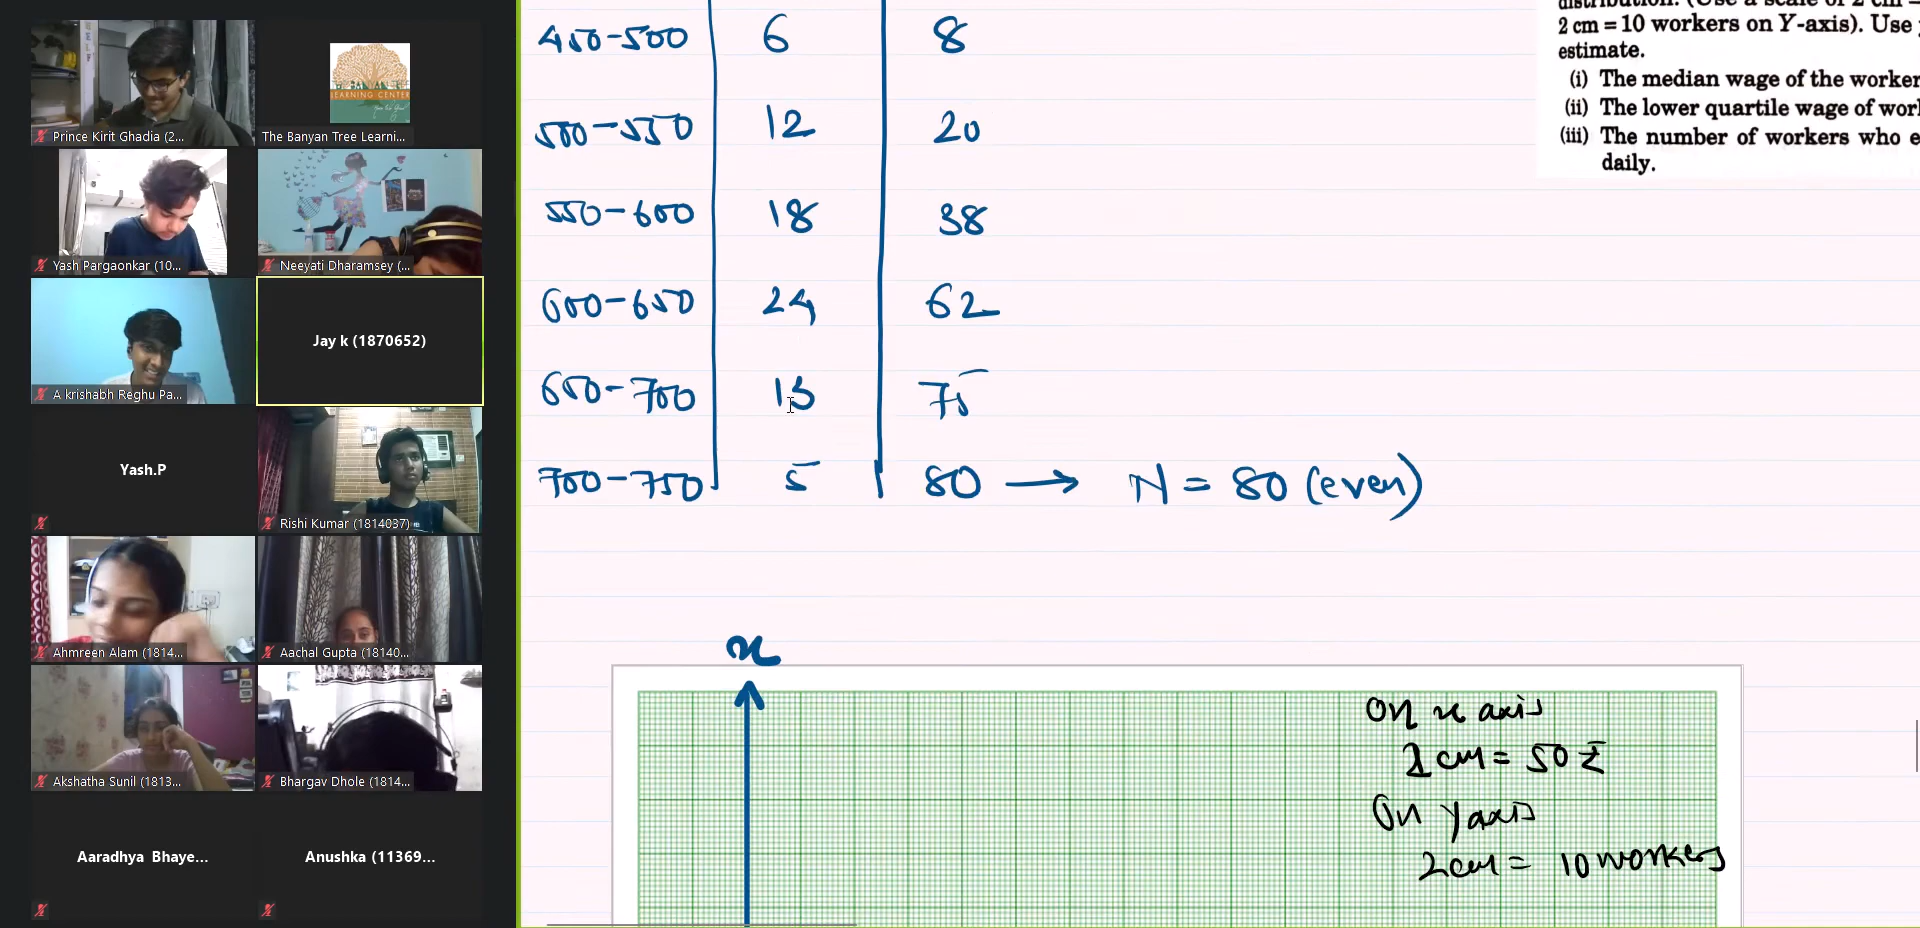 Prince Kirit Ghadia (2...
LEARNING CENTER
The Banyan Tree Learni...
Yash Pargaonkar (10...
Neeyati Dharamsey (...
A krishabh Reghu Pa...
Jay k (1870652)
Yash.P
Rishi Kumar (1814037)
Ahmreen Alam (1814...
Aachal Gupta (18140...
Akshatha Sunil (1813...
Bhargav Dhole (1814...
Aaradhya Bhaye...
Anushka (11369...
450-500 6 8
500-550 12 20
550-600 18 38
600-650 24 62
650-700 13 75
700-750 5 80 → N = 80 (even)
2 cm = 10 workers on Y-axis). Use
estimate.
(i) The median wage of the worker
(ii) The lower quartile wage of wor
(iii) The number of workers who e
daily.
x
On x axis
2 cm = 50 ₹
On y axis
2 cm = 10 workers